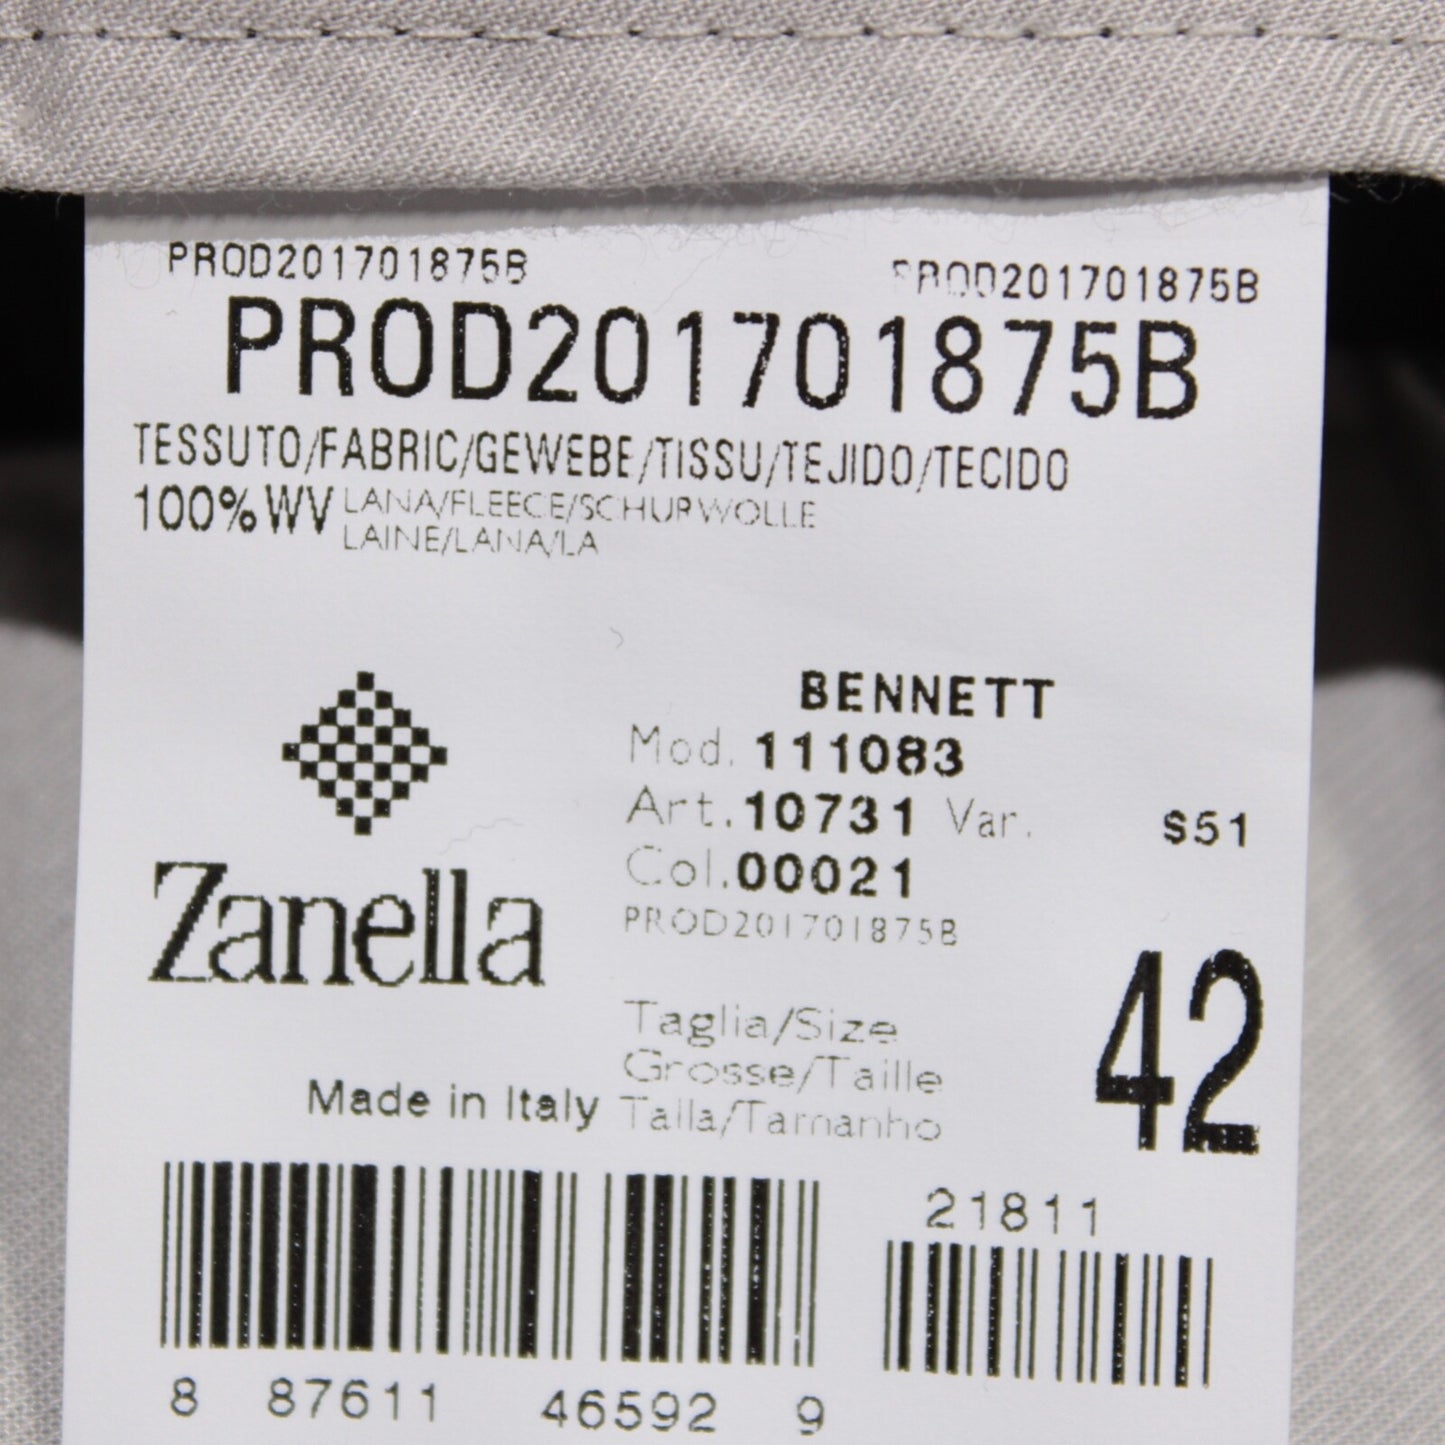 PROD201701875B PROD201701875B
PROD201701875B
TESSUTO/FABRIC/GEWEBE/TISSU/TEJIDO/TECIDO
100%WV LANA/FLEECE/SCHURWOLLE
LAINE/LANA/LA
BENNETT
Mod. 111083
Art. 10731 Var. S51
Col. 00021
PROD201701875B
Zanella
42
Taglia/Size
Grosse/Taille
Talla/Tamanho
Made in Italy
21811
8 87611 46592 9